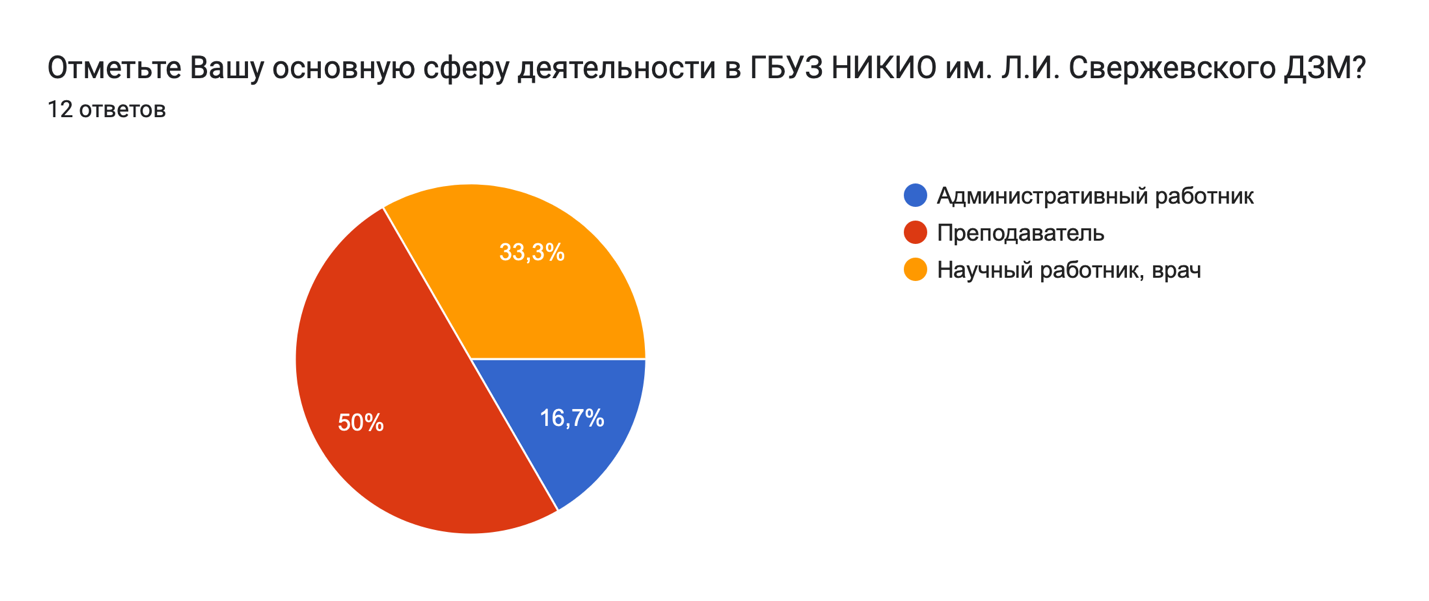 Отметьте Вашу основную сферу деятельности в ГБУЗ НИКИО им. Л.И. Свержевского ДЗМ?
12 ответов
33,3%
50%
16,7%
Административный работник
Преподаватель
Научный работник, врач